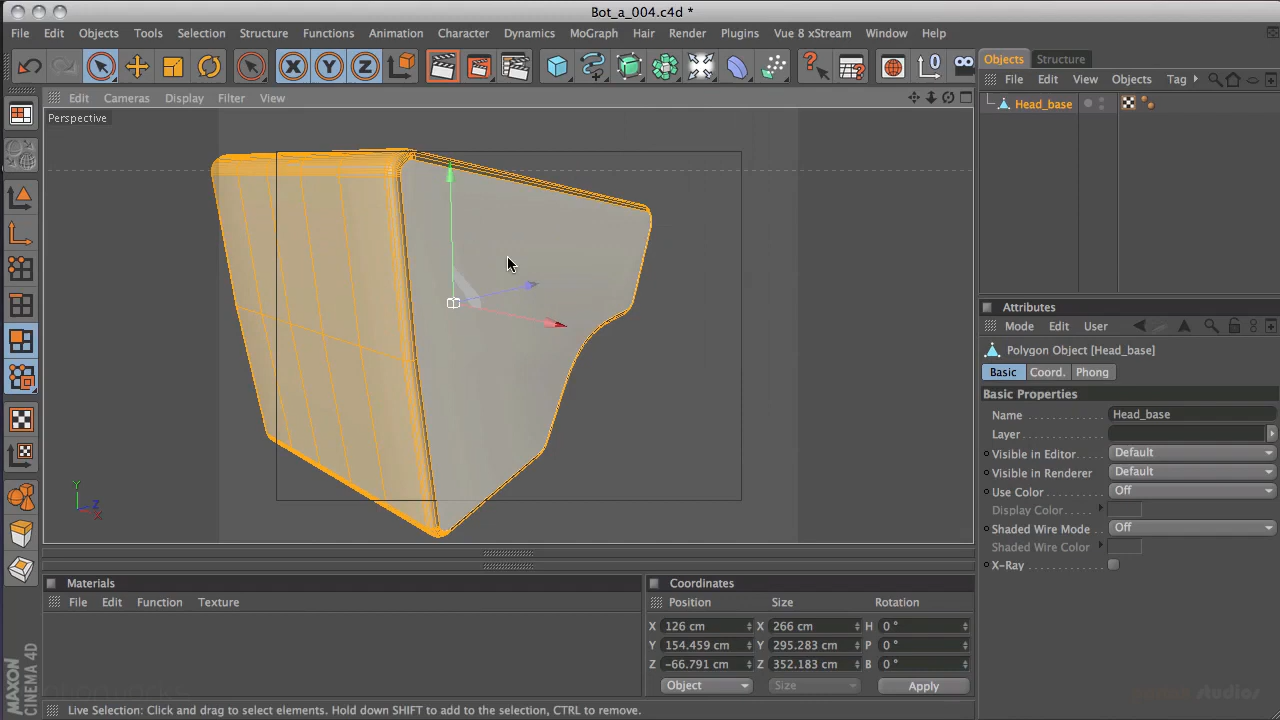 Bot_a_004.c4d *
File Edit Objects Tools Selection Structure Functions Animation Character Dynamics MoGraph Hair Render Plugins Vue 8 xStream Window Help
X Y Z
Objects Structure
File Edit View Objects Tag
Edit Cameras Display Filter View
Head_base
Perspective
Attributes
Mode Edit User
Polygon Object [Head_base]
Basic Coord. Phong
Basic Properties
Name Head_base
Layer
Visible in Editor Default
Visible in Renderer Default
Use Color Off
Display Color
Shaded Wire Mode Off
Shaded Wire Color
X-Ray
Y
Z
X
Materials
File Edit Function Texture
Coordinates
Position Size Rotation
X 126 cm X 266 cm H 0 °
Y 154.459 cm Y 295.283 cm P 0 °
Z -66.791 cm Z 352.183 cm B 0 °
Object Size Apply
MAXON
CINEMA 4D
Live Selection: Click and drag to select elements. Hold down SHIFT to add to the selection, CTRL to remove.
studios